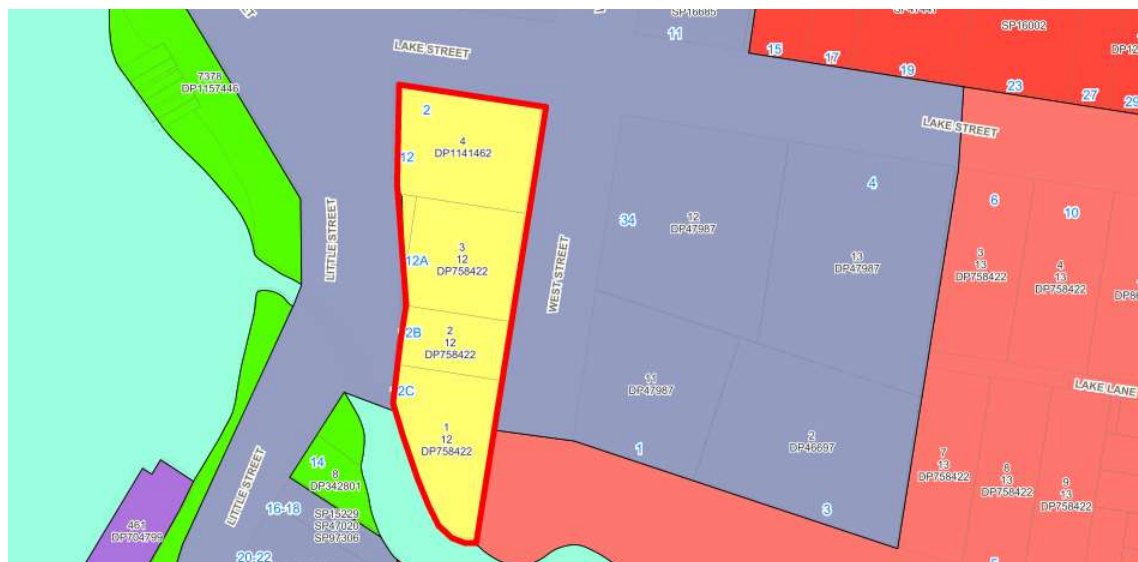 SP16685
11
SP16002
15
17
19
23
27
29
LAKE STREET
7378
DP1157446
2
4
DP1141462
12
LAKE STREET
LITTLE STREET
WEST STREET
3
12
DP758422
12A
34
12
DP47987
4
13
DP47987
6
3
13
DP758422
10
4
13
DP758422
2
12
DP758422
2B
2C
1
12
DP758422
11
DP47987
1
2
DP46697
3
LAKE LANE
7
13
DP758422
8
13
DP758422
9
13
DP758422
14
8
DP342801
LITTLE STREET
16-18
SP15229
SP47020
SP97306
20-22
461
DP704799